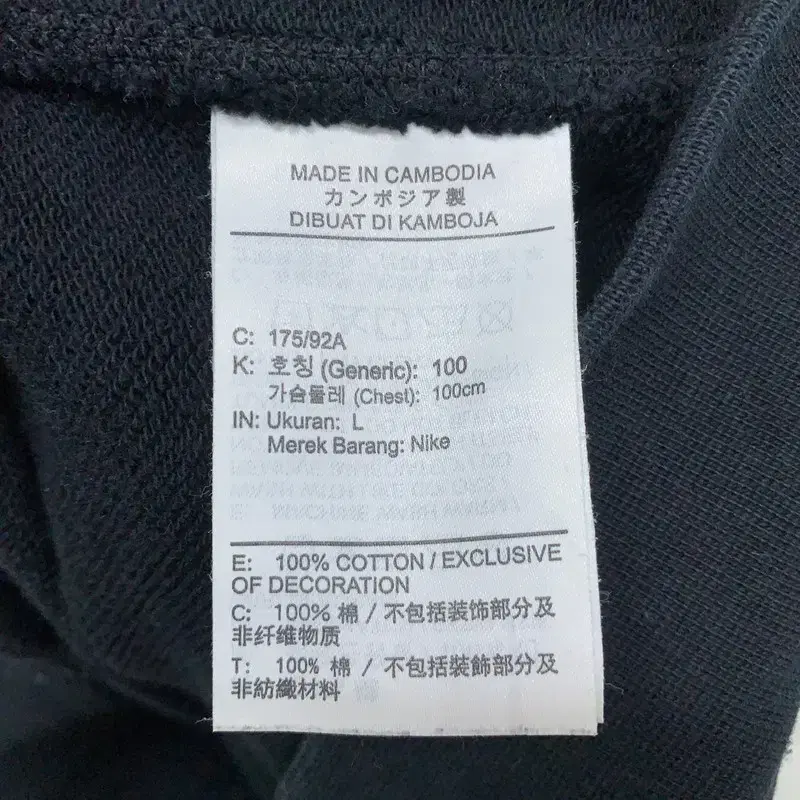 MADE IN CAMBODIA
カンボジア製
DIBUAT DI KAMBOJA
C: 175/92A
K: 호칭 (Generic): 100
가슴둘레 (Chest): 100cm
IN: Ukuran: L
Merek Barang: Nike
E: 100% COTTON / EXCLUSIVE
OF DECORATION
C: 100% 棉 / 不包括装饰部分及
非纤维物质
T: 100% 棉 / 不包括裝飾部分及
非紡織材料